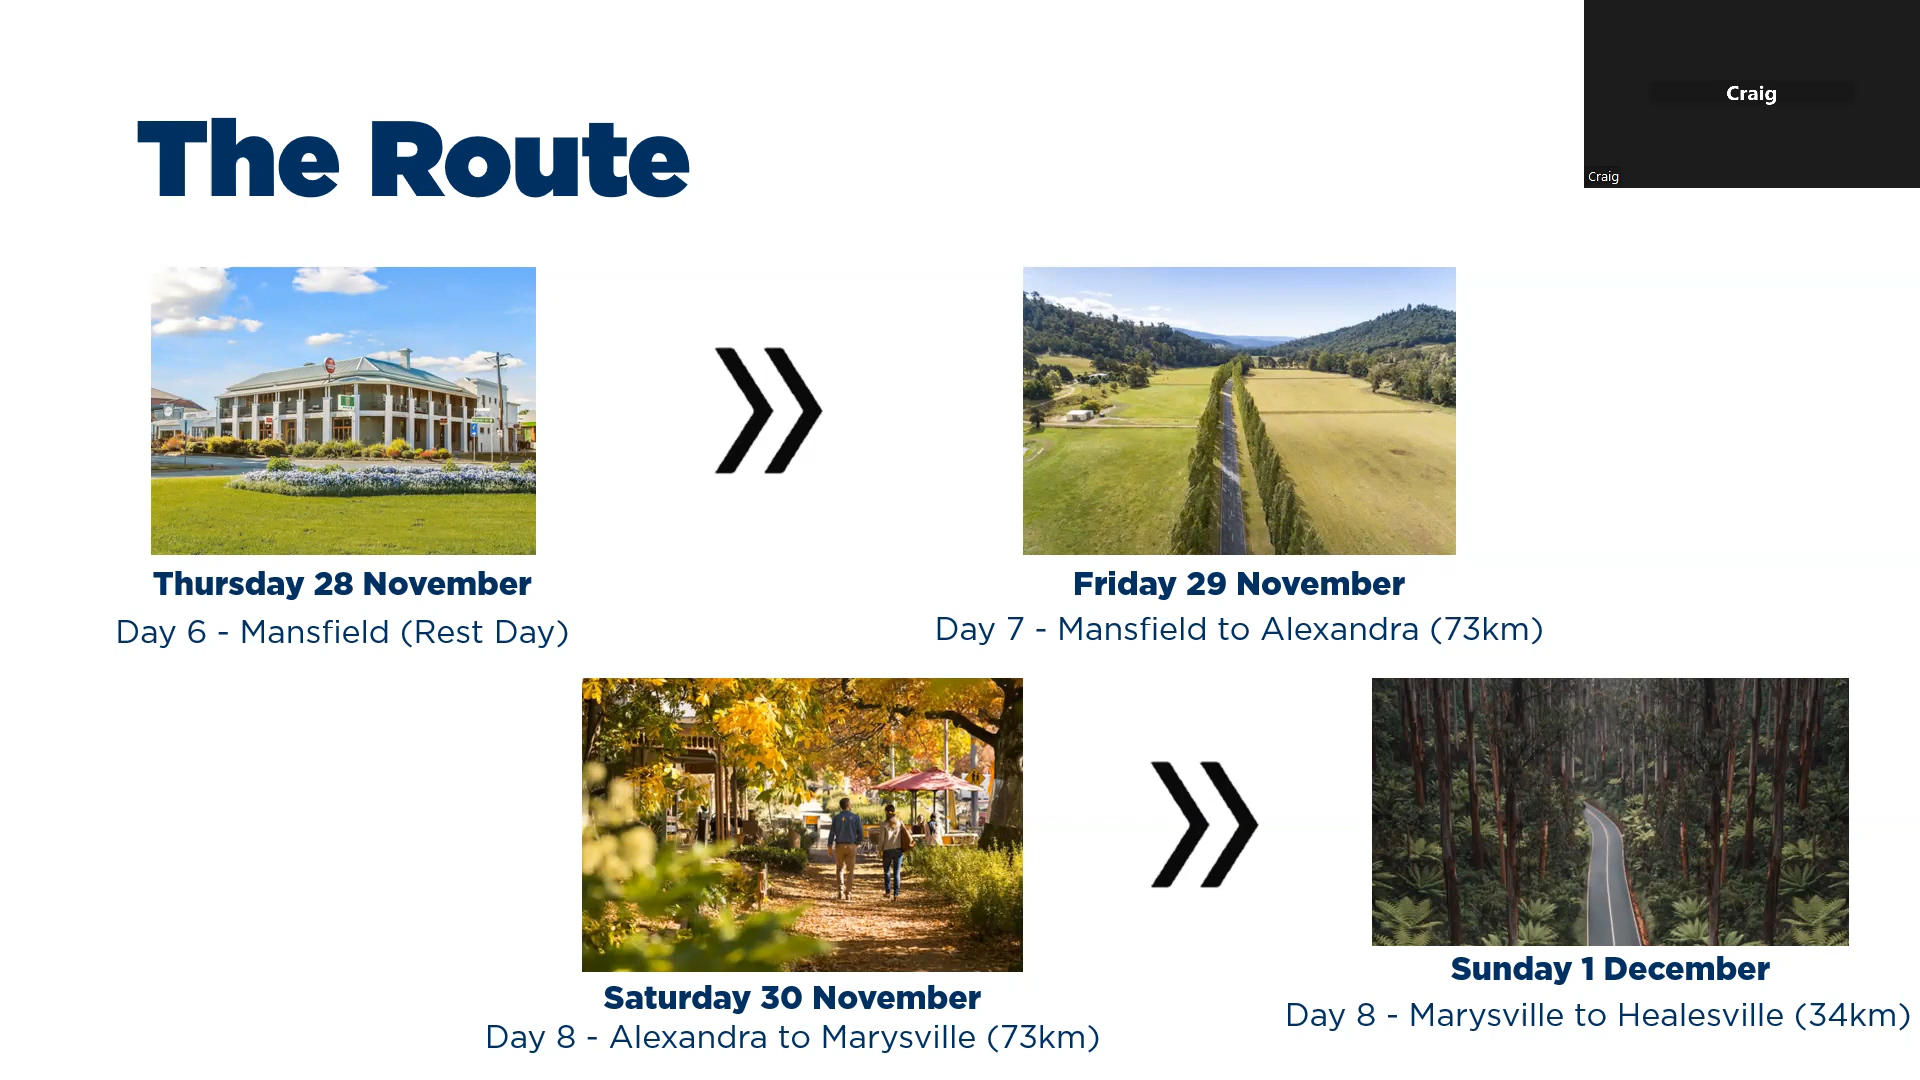 Craig
Craig
The Route
Thursday 28 November
Day 6 - Mansfield (Rest Day)
Friday 29 November
Day 7 - Mansfield to Alexandra (73km)
Saturday 30 November
Day 8 - Alexandra to Marysville (73km)
Sunday 1 December
Day 8 - Marysville to Healesville (34km)